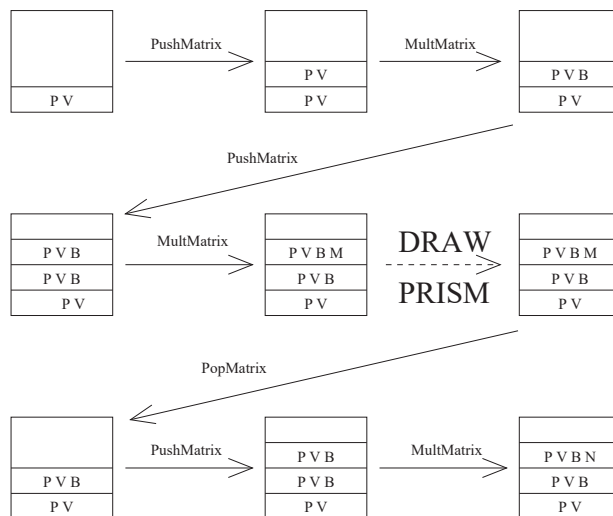 PushMatrix
MultMatrix
P V
P V B
P V
P V
P V
PushMatrix
MultMatrix
DRAW
P V B
P V B M
P V B M
P V B
P V B
P V B
P V
P V
P V
PRISM
PopMatrix
PushMatrix
MultMatrix
P V B
P V B N
P V B
P V B
P V B
P V
P V
P V